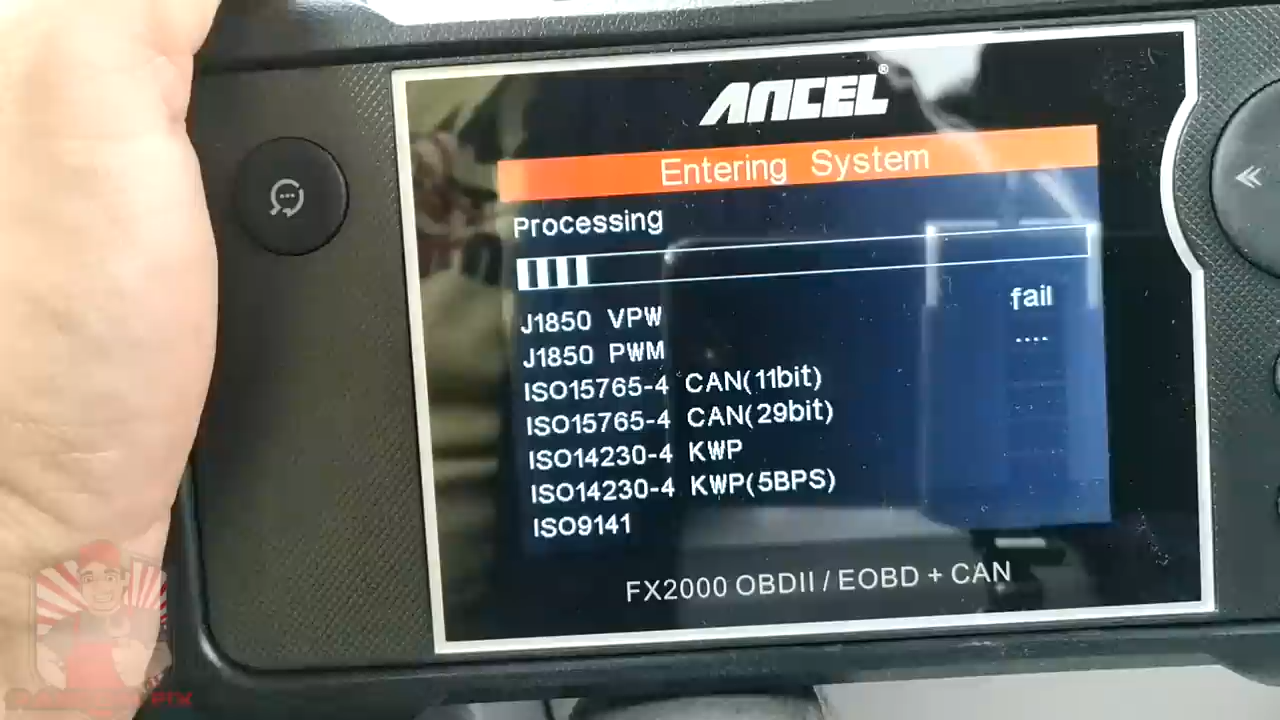 ANCEL®
Entering System
Processing
fail
J1850 VPW
....
J1850 PWM
ISO15765-4 CAN(11bit)
ISO15765-4 CAN(29bit)
ISO14230-4 KWP
ISO14230-4 KWP(5BPS)
ISO9141
FX2000 OBDII / EOBD + CAN